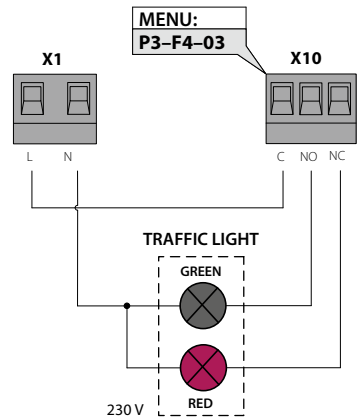 MENU:
P3–F4–03
X1
X10
L N
C NO NC
TRAFFIC LIGHT
GREEN
RED
230 V